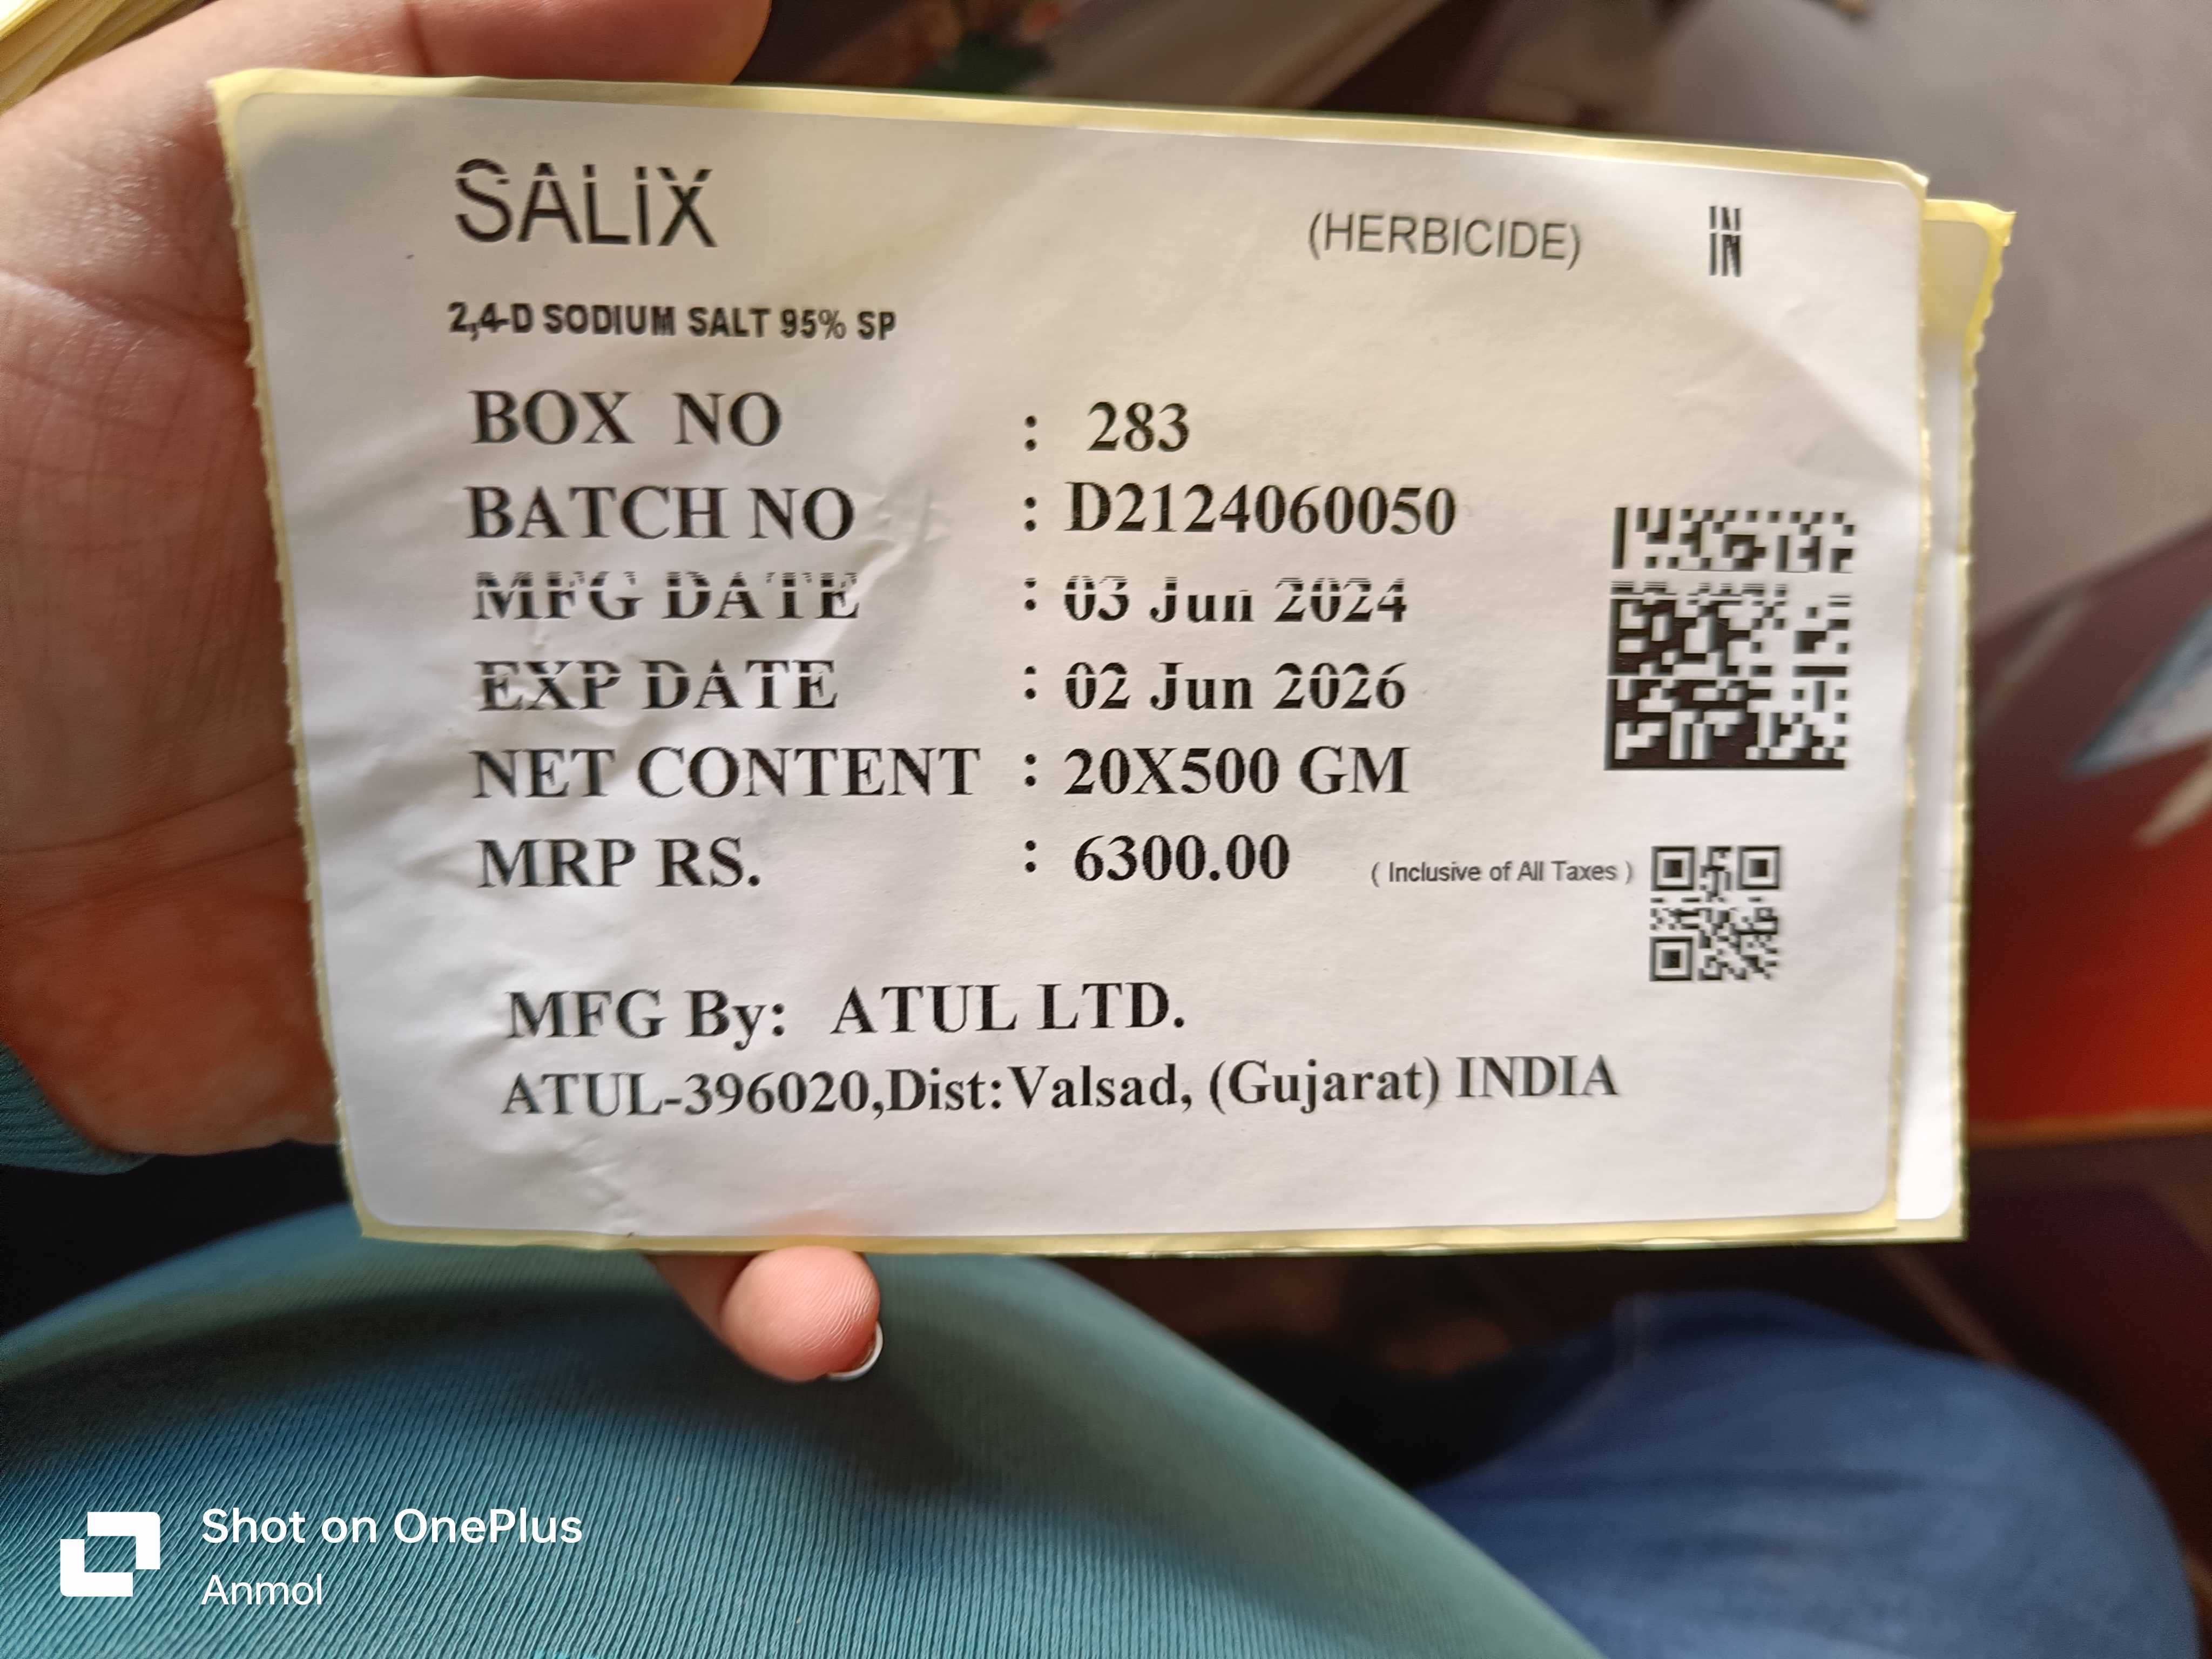 SALiX (HERBICIDE) IN
2,4-D SODIUM SALT 95% SP
BOX NO : 283
BATCH NO : D2124060050
MFG DATE : 03 Jun 2024
EXP DATE : 02 Jun 2026
NET CONTENT : 20X500 GM
MRP RS. : 6300.00 ( Inclusive of All Taxes )
MFG By: ATUL LTD.
ATUL-396020,Dist:Valsad, (Gujarat) INDIA
Shot on OnePlus
Anmol